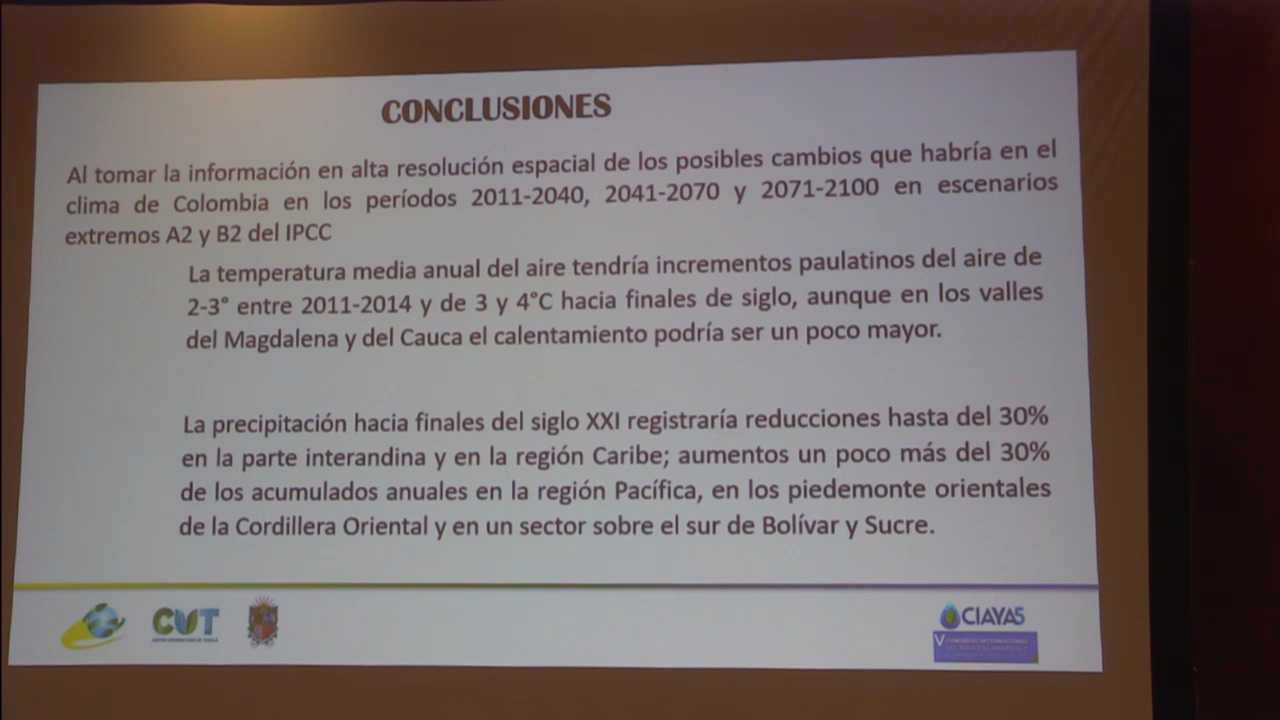 CONCLUSIONES
Al tomar la información en alta resolución espacial de los posibles cambios que habría en el
clima de Colombia en los períodos 2011-2040, 2041-2070 y 2071-2100 en escenarios
extremos A2 y B2 del IPCC
La temperatura media anual del aire tendría incrementos paulatinos del aire de
2-3° entre 2011-2014 y de 3 y 4°C hacia finales de siglo, aunque en los valles
del Magdalena y del Cauca el calentamiento podría ser un poco mayor.
La precipitación hacia finales del siglo XXI registraría reducciones hasta del 30%
en la parte interandina y en la región Caribe; aumentos un poco más del 30%
de los acumulados anuales en la región Pacífica, en los piedemonte orientales
de la Cordillera Oriental y en un sector sobre el sur de Bolívar y Sucre.
CUT
CIAYA5
V CONGRESO INTERNACIONAL